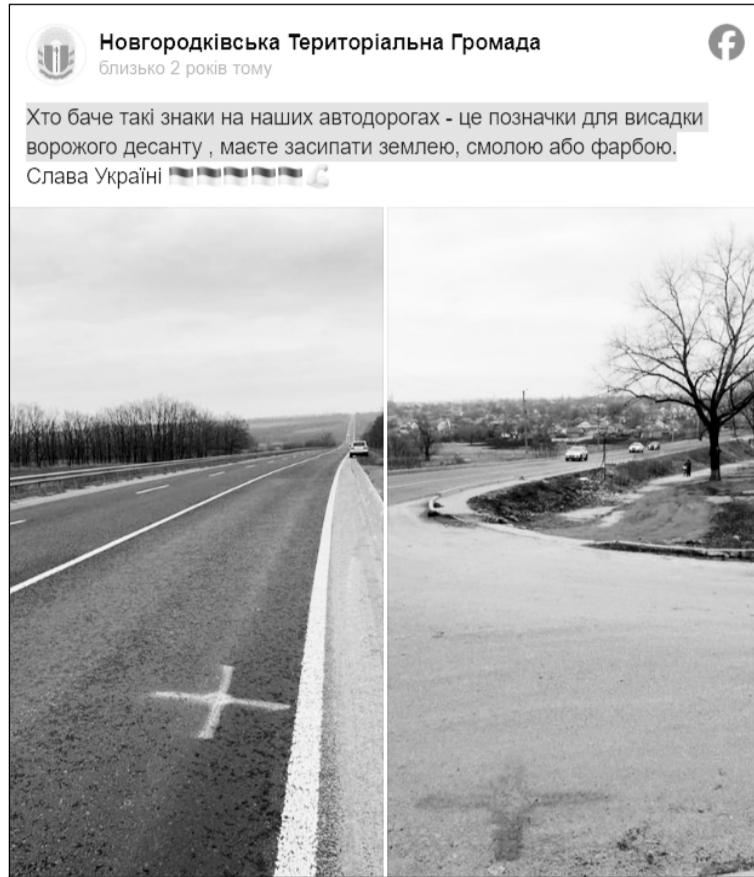 Новгородківська Територіальна Громада
близько 2 років тому
Хто баче такі знаки на наших автодорогах - це позначки для висадки
ворожого десанту , маєте засипати землею, смолою або фарбою.
Слава Україні